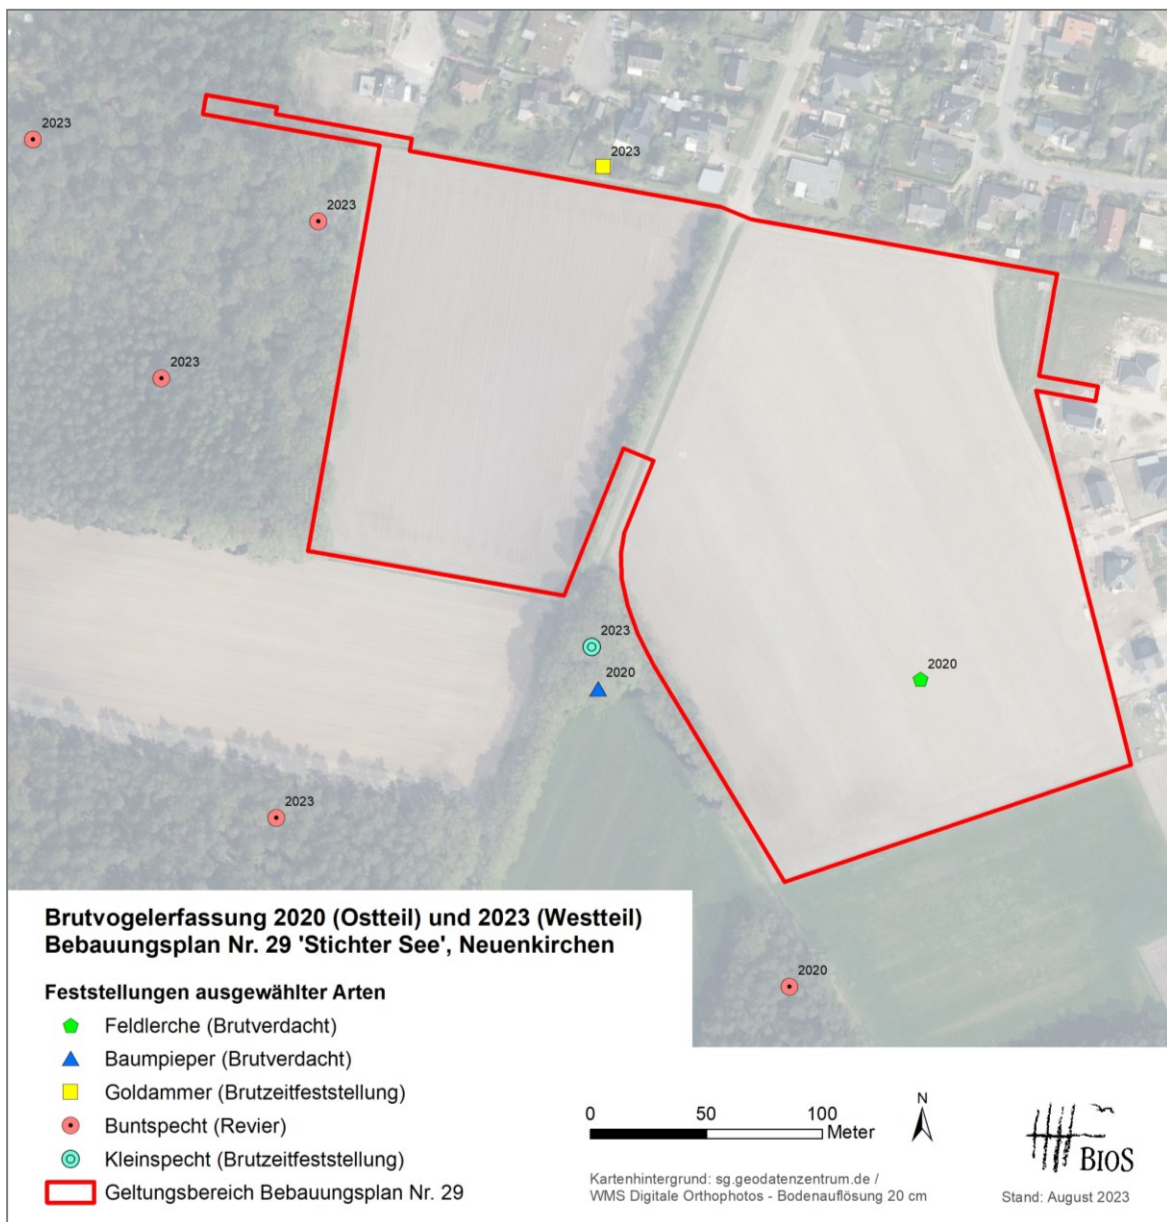 2023
2023
2023
2023
2023
2020
2020
2023
2020
Brutvogelerfassung 2020 (Ostteil) und 2023 (Westteil)
Bebauungsplan Nr. 29 'Stichter See', Neuenkirchen
Feststellungen ausgewählter Arten
Feldlerche (Brutverdacht)
Baumpieper (Brutverdacht)
Goldammer (Brutzeitfeststellung)
Buntspecht (Revier)
Kleinspecht (Brutzeitfeststellung)
Geltungsbereich Bebauungsplan Nr. 29
0 50 100
Meter
N
Kartenhintergrund: sg.geodatenzentrum.de /
WMS Digitale Orthophotos - Bodenauflösung 20 cm
BIOS
Stand: August 2023